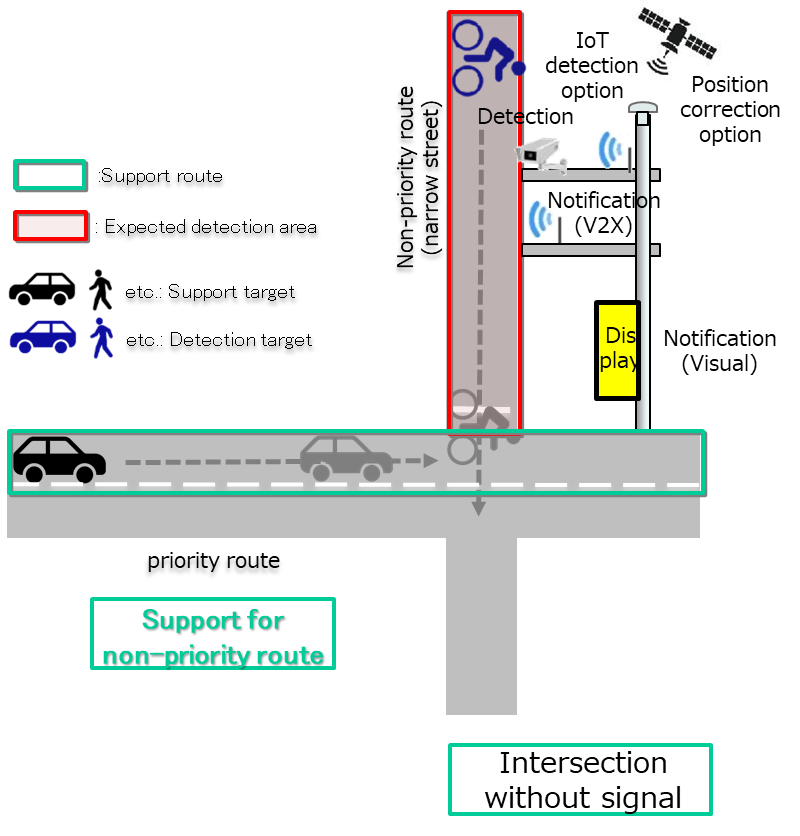 IoT
detection
option
Position
correction
option
Detection
Non-priority route
(narrow street)
:Support route
: Expected detection area
Notification
(V2X)
etc.: Support target
etc.: Detection target
Dis
play
Notification
(Visual)
priority route
Support for
non-priority route
Intersection
without signal